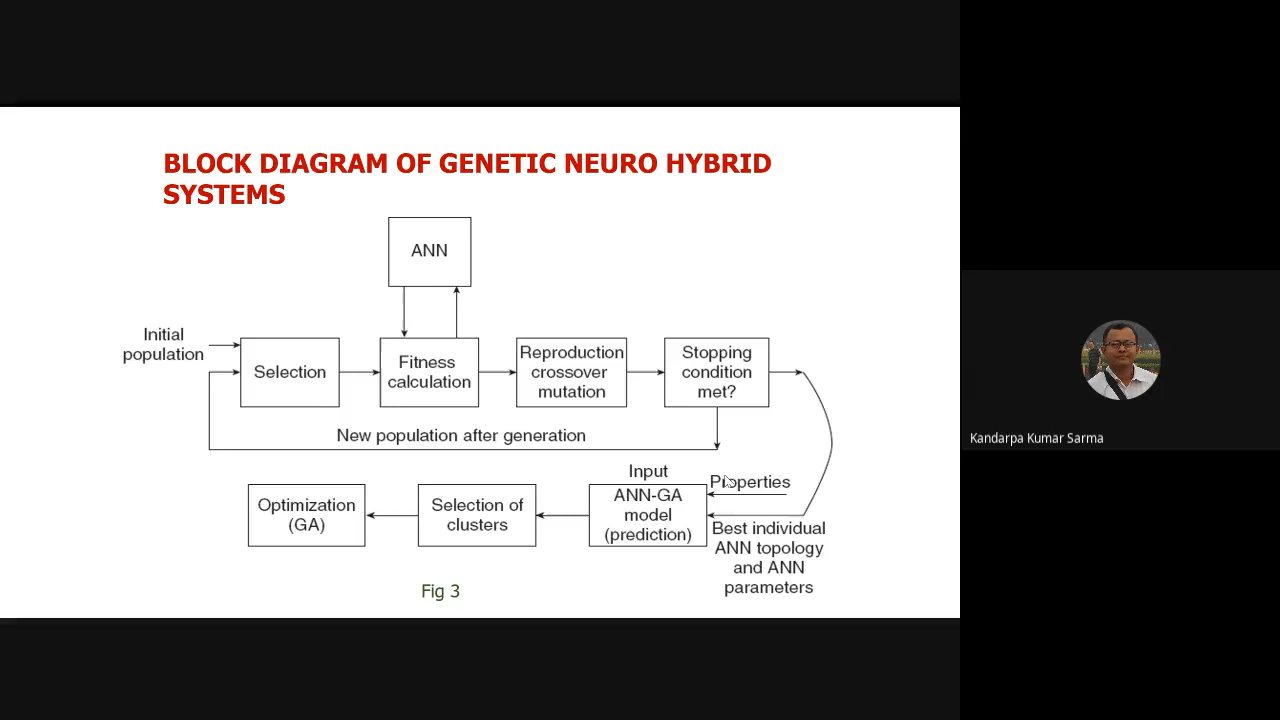 BLOCK DIAGRAM OF GENETIC NEURO HYBRID
SYSTEMS
ANN
Initial
population
Selection
Fitness
calculation
Reproduction
crossover
mutation
Stopping
condition
met?
New population after generation
Input
Properties
Optimization
(GA)
Selection of
clusters
ANN-GA
model
(prediction)
Best individual
ANN topology
and ANN
parameters
Fig 3
Kandarpa Kumar Sarma